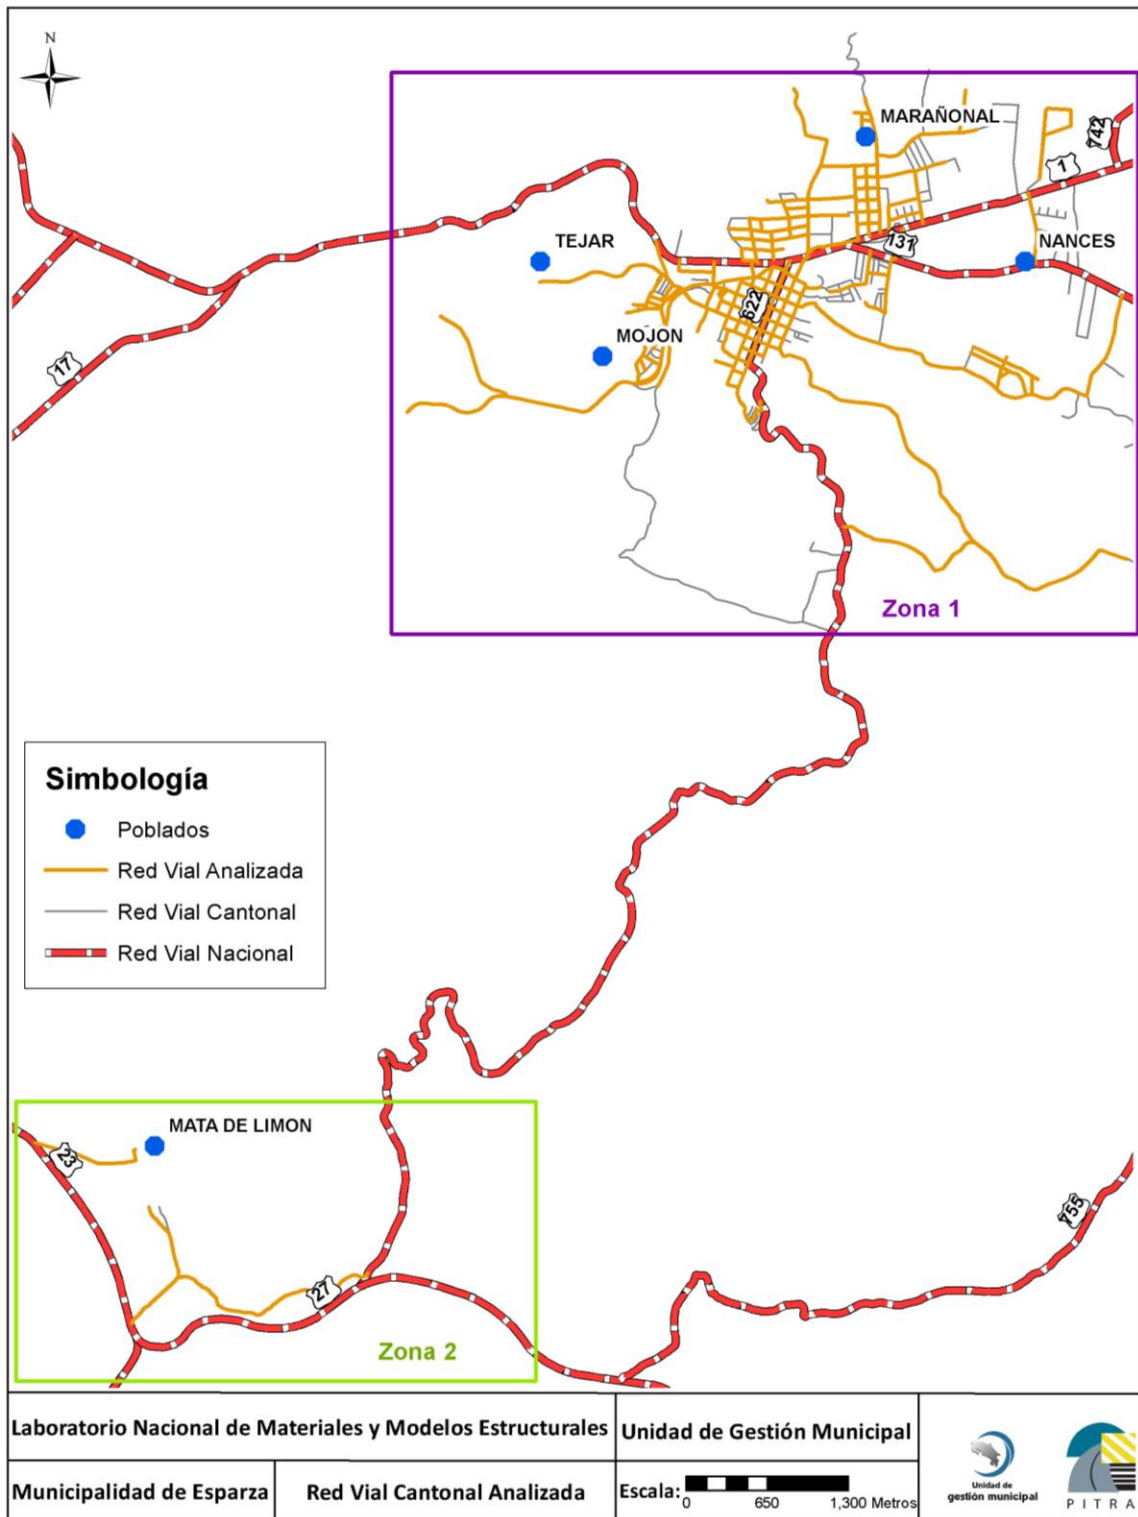 N
MARAÑONAL
742
1
TEJAR
131
NANCES
622
MOJON
17
Zona 1
Simbología
Poblados
Red Vial Analizada
Red Vial Cantonal
Red Vial Nacional
MATA DE LIMON
23
755
27
Zona 2
Laboratorio Nacional de Materiales y Modelos Estructurales
Unidad de Gestión Municipal
Municipalidad de Esparza
Red Vial Cantonal Analizada
Escala:
0 650 1,300 Metros
Unidad de
gestión municipal
PITRA